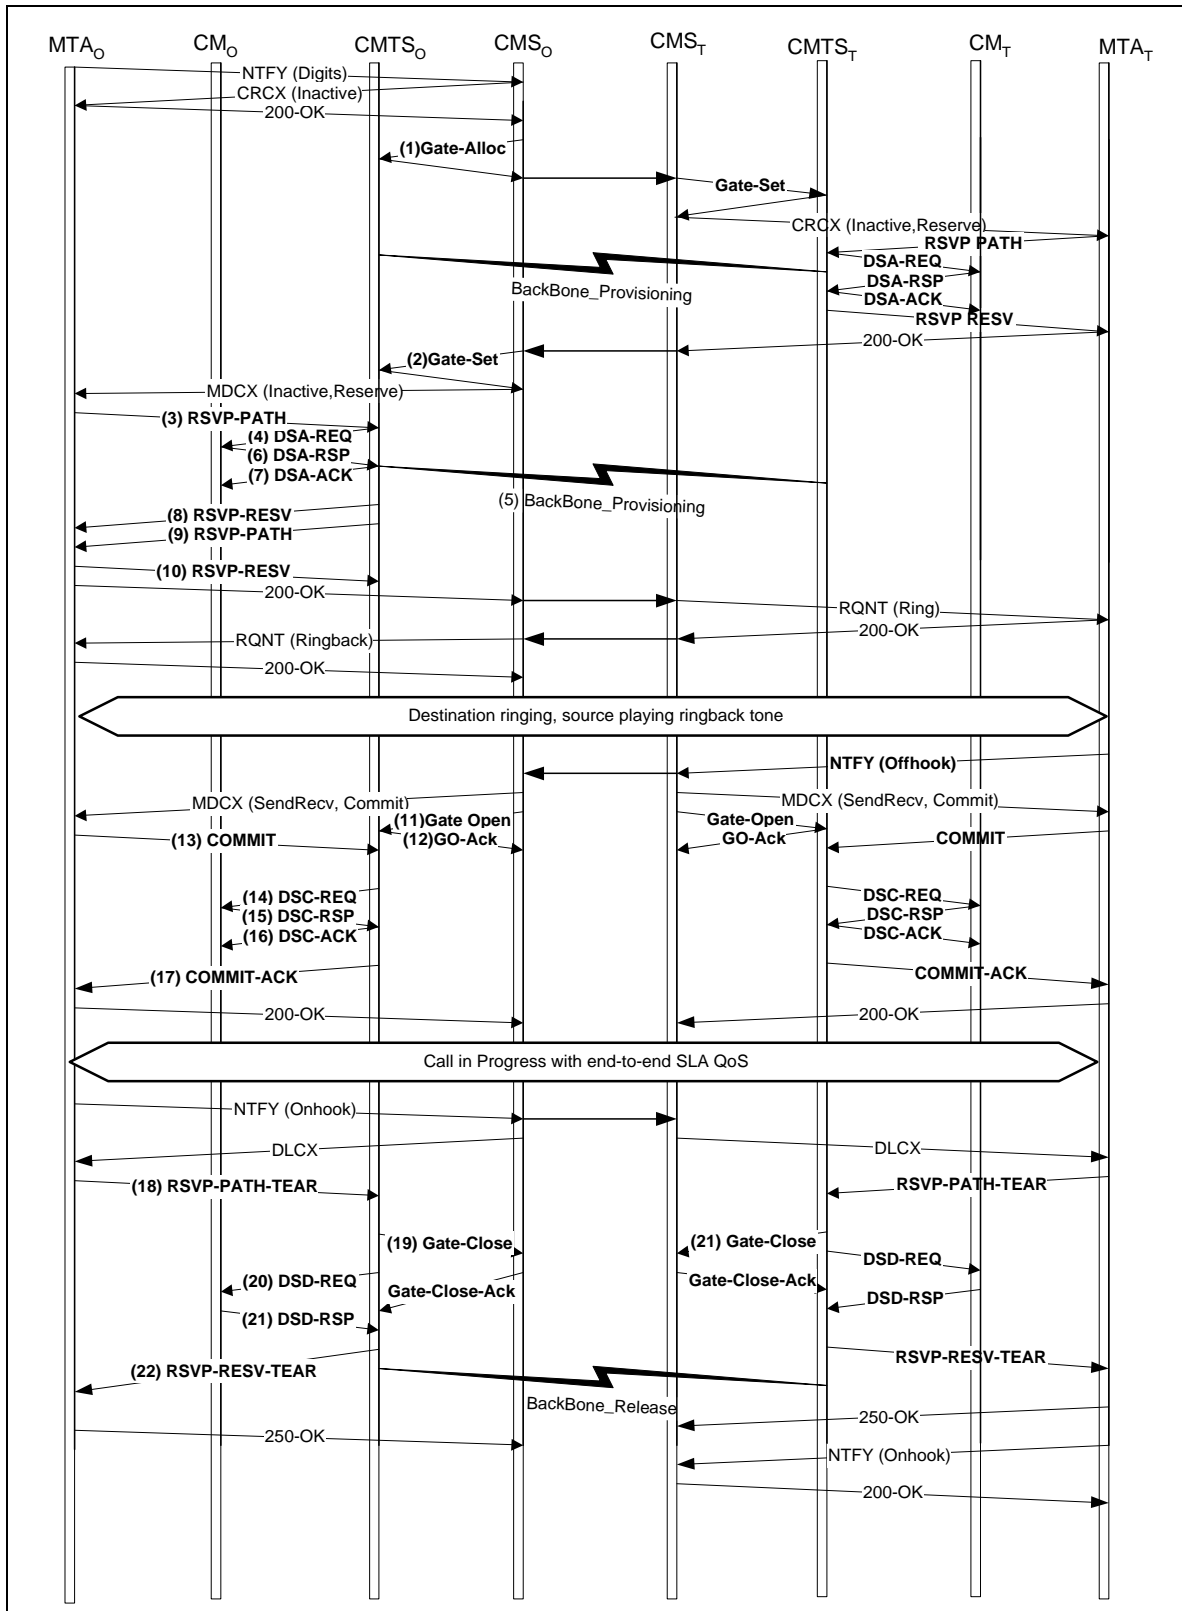 MTAO CMO CMTSO CMSO CMST CMTST CMT MTAT
NTFY (Digits)
CRCX (Inactive)
200-OK
(1)Gate-Alloc
Gate-Set
CRCX (Inactive,Reserve)
RSVP PATH
DSA-REQ
DSA-RSP
BackBone_Provisioning
DSA-ACK
RSVP RESV
200-OK
(2)Gate-Set
MDCX (Inactive,Reserve)
(3) RSVP-PATH
(4) DSA-REQ
(6) DSA-RSP
(7) DSA-ACK
(5) BackBone_Provisioning
(8) RSVP-RESV
(9) RSVP-PATH
(10) RSVP-RESV
200-OK
RQNT (Ring)
200-OK
RQNT (Ringback)
200-OK
Destination ringing, source playing ringback tone
NTFY (Offhook)
MDCX (SendRecv, Commit) MDCX (SendRecv, Commit)
(11)Gate Open Gate-Open
(13) COMMIT (12)GO-Ack GO-Ack COMMIT
(14) DSC-REQ DSC-REQ
(15) DSC-RSP DSC-RSP
(16) DSC-ACK DSC-ACK
(17) COMMIT-ACK COMMIT-ACK
200-OK 200-OK
Call in Progress with end-to-end SLA QoS
NTFY (Onhook)
DLCX DLCX
(18) RSVP-PATH-TEAR RSVP-PATH-TEAR
(19) Gate-Close (21) Gate-Close
DSD-REQ
(20) DSD-REQ Gate-Close-Ack Gate-Close-Ack
DSD-RSP
(21) DSD-RSP
RSVP-RESV-TEAR
(22) RSVP-RESV-TEAR
BackBone_Release
250-OK
250-OK
NTFY (Onhook)
200-OK